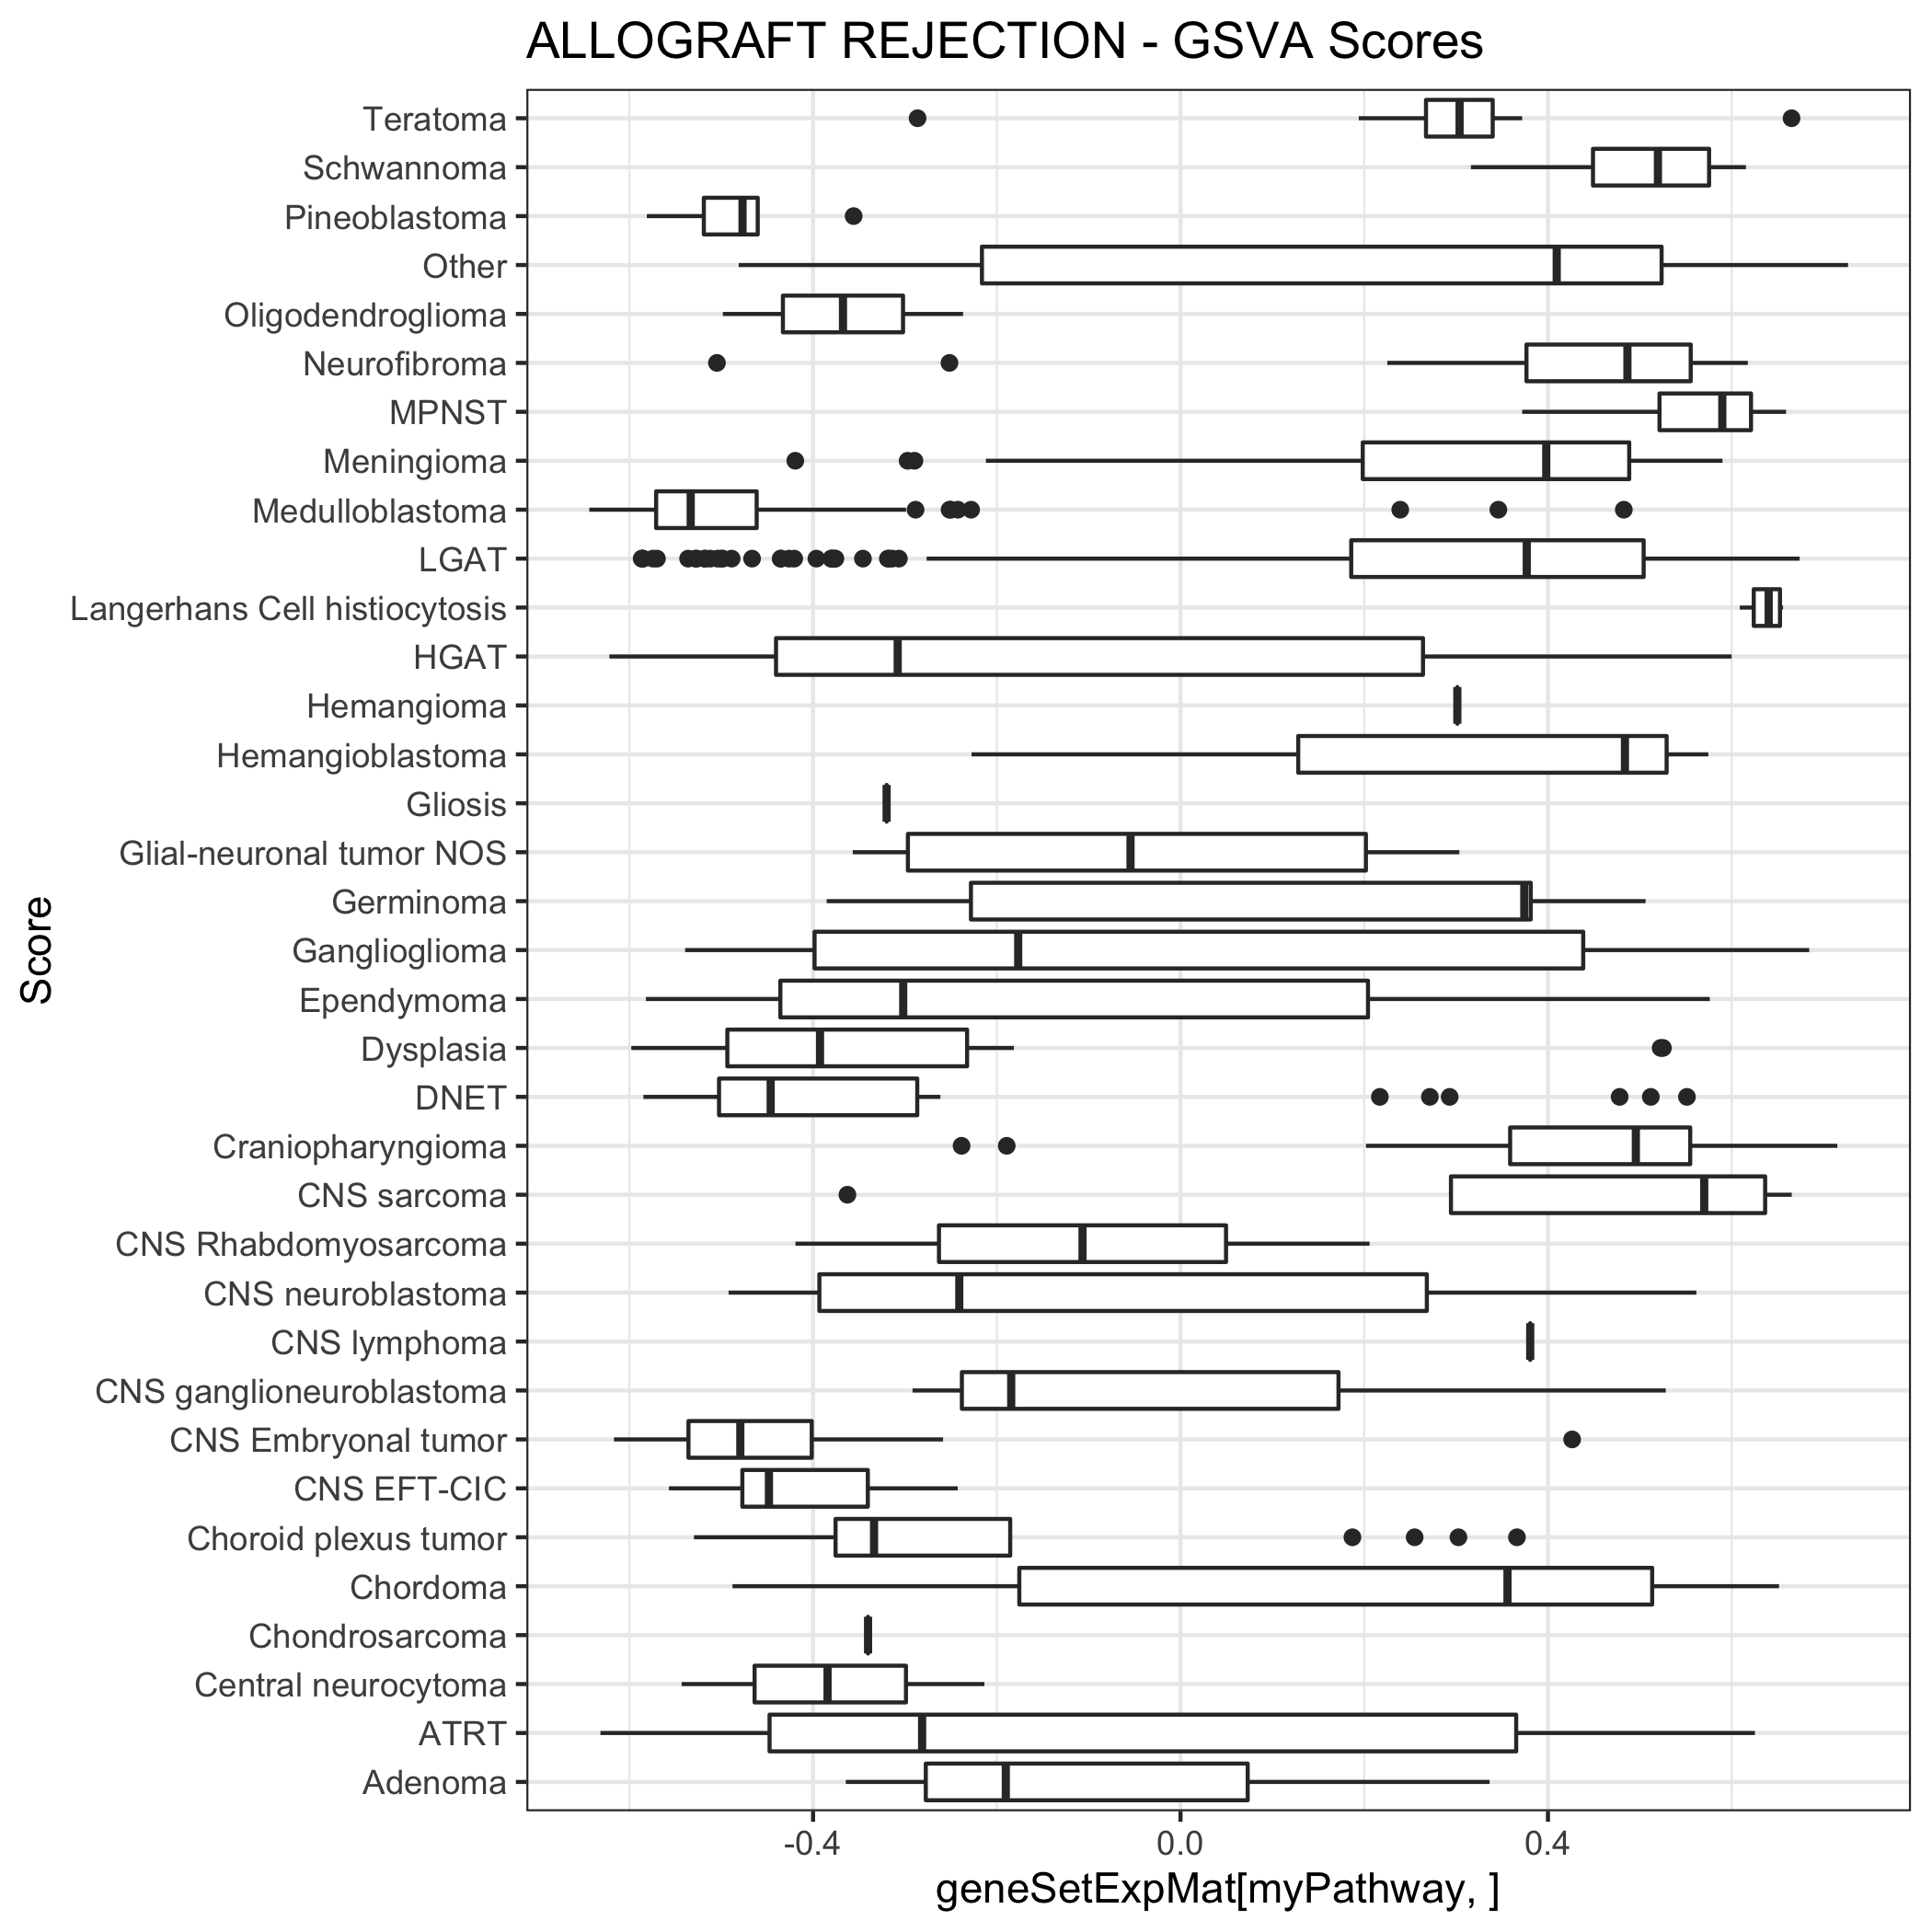 ALLOGRAFT REJECTION - GSVA Scores
Teratoma
Schwannoma
Pineoblastoma
Other
Oligodendroglioma
Neurofibroma
MPNST
Meningioma
Medulloblastoma
LGAT
Langerhans Cell histiocytosis
HGAT
Hemangioma
Hemangioblastoma
Gliosis
Glial-neuronal tumor NOS
Germinoma
Ganglioglioma
Ependymoma
Dysplasia
DNET
Craniopharyngioma
CNS sarcoma
CNS Rhabdomyosarcoma
CNS neuroblastoma
CNS lymphoma
CNS ganglioneuroblastoma
CNS Embryonal tumor
CNS EFT-CIC
Choroid plexus tumor
Chordoma
Chondrosarcoma
Central neurocytoma
ATRT
Adenoma
Score
-0.4 0.0 0.4
geneSetExpMat[myPathway, ]